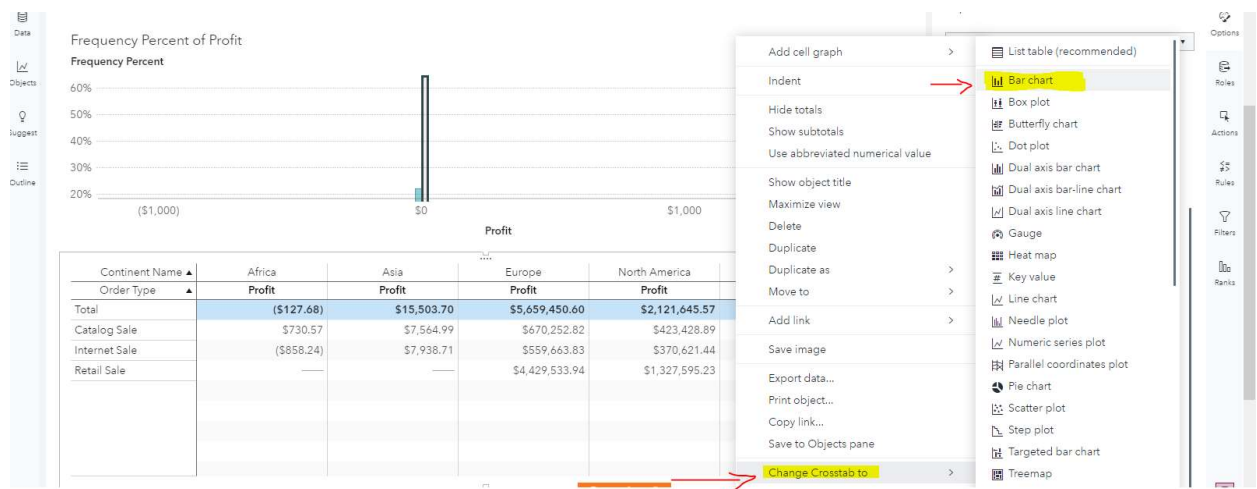 Data
Objects
Suggest
Outline
Frequency Percent of Profit
Frequency Percent
60%
50%
40%
30%
20%
($1,000) $0 $1,000
Profit
Continent Name ▲ Africa Asia Europe North America
Order Type ▲ Profit Profit Profit Profit
Total ($127.68) $15,503.70 $5,659,450.60 $2,121,645.57
Catalog Sale $730.57 $7,564.99 $670,252.82 $423,428.89
Internet Sale ($858.24) $7,938.71 $559,663.83 $370,621.44
Retail Sale — — $4,429,533.94 $1,327,595.23
Add cell graph >
Indent
Hide totals
Show subtotals
Use abbreviated numerical value
Show object title
Maximize view
Delete
Duplicate
Duplicate as >
Move to >
Add link >
Save image
Export data...
Print object...
Copy link...
Save to Objects pane
Change Crosstab to >
List table (recommended)
Bar chart
Box plot
Butterfly chart
Dot plot
Dual axis bar chart
Dual axis bar-line chart
Dual axis line chart
Gauge
Heat map
Key value
Line chart
Needle plot
Numeric series plot
Parallel coordinates plot
Pie chart
Scatter plot
Step plot
Targeted bar chart
Treemap
Options
Roles
Actions
Rules
Filters
Ranks